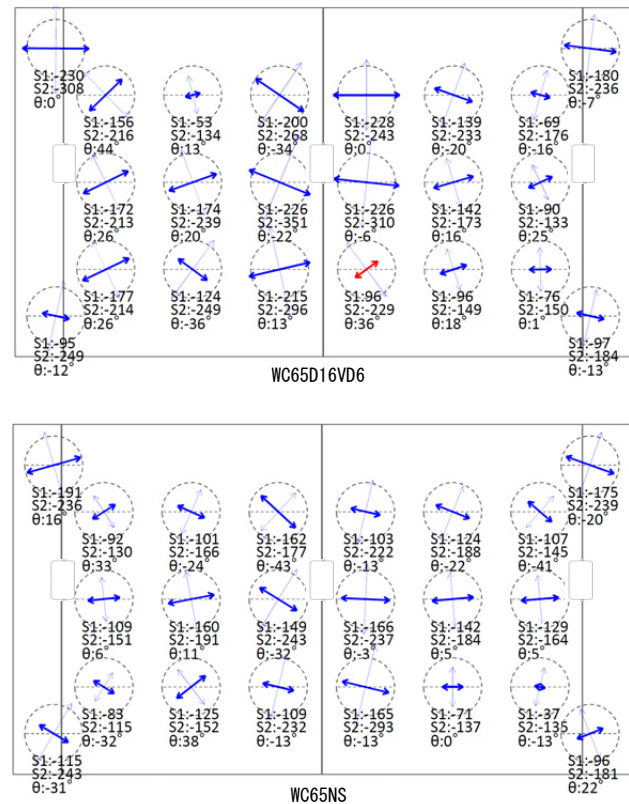 S1:-230 S1:-180
S2:-308 S2:-236
θ:0° θ:-7°
S1:-156 S1:-53 S1:-200 S1:-228 S1:-139 S1:-69
S2:-216 S2:-134 S2:-268 S2:-243 S2:-233 S2:-176
θ:44° θ:13° θ:-34° θ:0° θ:-20° θ:-16°
S1:-172 S1:-174 S1:-226 S1:-226 S1:-142 S1:-90
S2:-213 S2:-239 S2:-351 S2:-310 S2:-173 S2:-133
θ:26° θ:20° θ:-22° θ:-6° θ:16° θ:25°
S1:-177 S1:-124 S1:-215 S1:96 S1:-96 S1:-76
S2:-214 S2:-249 S2:-296 S2:-229 S2:-149 S2:-150
θ:26° θ:-36° θ:13° θ:36° θ:18° θ:1°
S1:-95 S1:-97
S2:-249 S2:-184
θ:-12° θ:-13°
WC65D16VD6
S1:-191 S1:-175
S2:-236 S2:-239
θ:16° θ:-20°
S1:-92 S1:-101 S1:-162 S1:-103 S1:-124 S1:-107
S2:-130 S2:-166 S2:-177 S2:-222 S2:-188 S2:-145
θ:33° θ:-24° θ:-43° θ:-13° θ:-22° θ:-41°
S1:-109 S1:-160 S1:-149 S1:-166 S1:-142 S1:-129
S2:-151 S2:-191 S2:-243 S2:-237 S2:-184 S2:-164
θ:6° θ:11° θ:-32° θ:-3° θ:5° θ:5°
S1:-83 S1:-125 S1:-109 S1:-165 S1:-71 S1:-37
S2:-115 S2:-152 S2:-232 S2:-293 S2:-137 S2:-135
θ:-32° θ:38° θ:-13° θ:-13° θ:0° θ:-13°
S1:-115 S1:-96
S2:-243 S2:-181
θ:-31° θ:22°
WC65NS